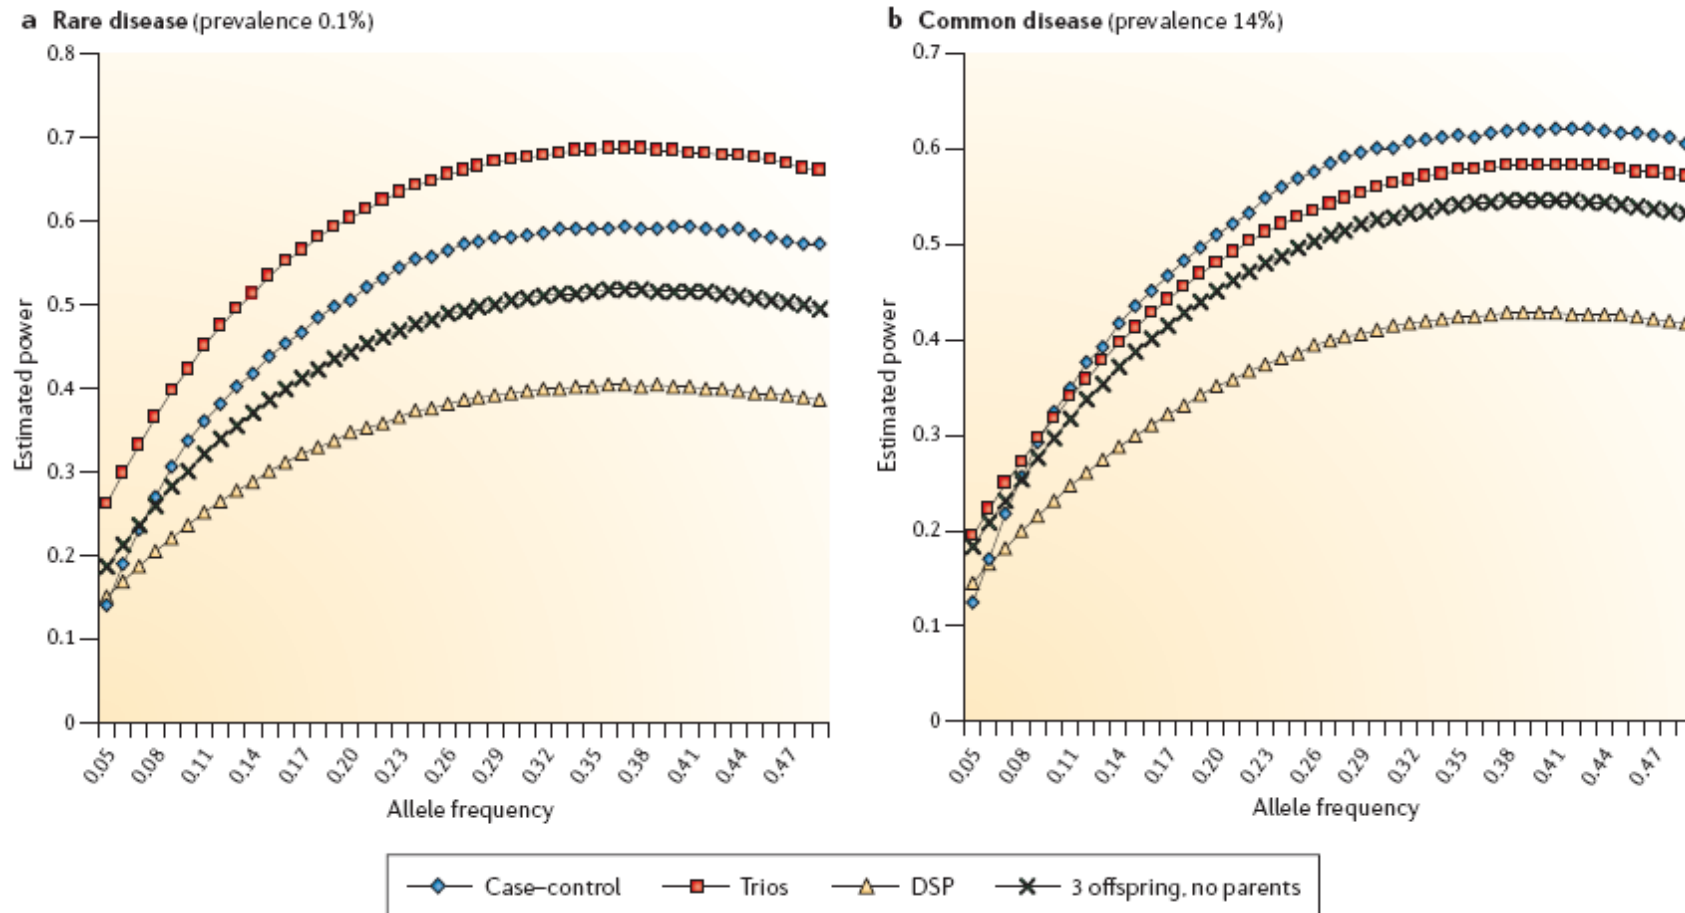 a Rare disease (prevalence 0.1%)
0.8
0.7
0.6
0.5
0.4
0.3
0.2
0.1
0
Estimated power
0.05 0.08 0.11 0.14 0.17 0.20 0.23 0.26 0.29 0.32 0.35 0.38 0.41 0.44 0.47
Allele frequency
b Common disease (prevalence 14%)
0.7
0.6
0.5
0.4
0.3
0.2
0.1
0
Estimated power
0.05 0.08 0.11 0.14 0.17 0.20 0.23 0.26 0.29 0.32 0.35 0.38 0.41 0.44 0.47
Allele frequency
Case–control Trios DSP 3 offspring, no parents